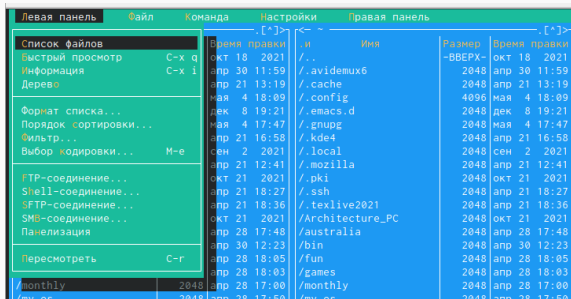 Левая панель Файл Команда Настройки Правая панель
.[^]> <─ ~ .[^]>
Список файлов Время правки .и Имя Размер Время правки
Быстрый просмотр C-x q окт 18 2021 /.. -ВВЕРХ- окт 18 2021
Информация C-x i апр 30 11:59 /.avidemux6 2048 апр 30 11:59
Дерево апр 21 13:19 /.cache 2048 апр 21 13:19
мая 4 18:09 /.config 4096 мая 4 18:09
Формат списка... дек 8 19:21 /.emacs.d 2048 дек 8 19:21
Порядок сортировки... мая 4 17:47 /.gnupg 2048 мая 4 17:47
Фильтр... апр 21 16:58 /.kde4 2048 апр 21 16:58
Выбор кодировки... M-e сен 2 2021 /.local 2048 сен 2 2021
апр 21 12:41 /.mozilla 2048 апр 21 12:41
FTP-соединение... окт 21 2021 /.pki 2048 окт 21 2021
Shell-соединение... апр 21 18:27 /.ssh 2048 апр 21 18:27
SFTP-соединение... апр 21 18:36 /.texlive2021 2048 апр 21 18:36
SMB-соединение... окт 21 2021 /Architecture_PC 2048 окт 21 2021
Панелизация апр 28 17:48 /australia 2048 апр 28 17:48
апр 30 12:23 /bin 2048 апр 30 12:23
Пересмотреть C-r апр 28 18:05 /fun 2048 апр 28 18:05
апр 28 18:03 /games 2048 апр 28 18:03
/monthly 2048 апр 28 17:00 /monthly 2048 апр 28 17:00
/my_os 2048 апр 28 17:50 /my_os 2048 апр 28 17:50